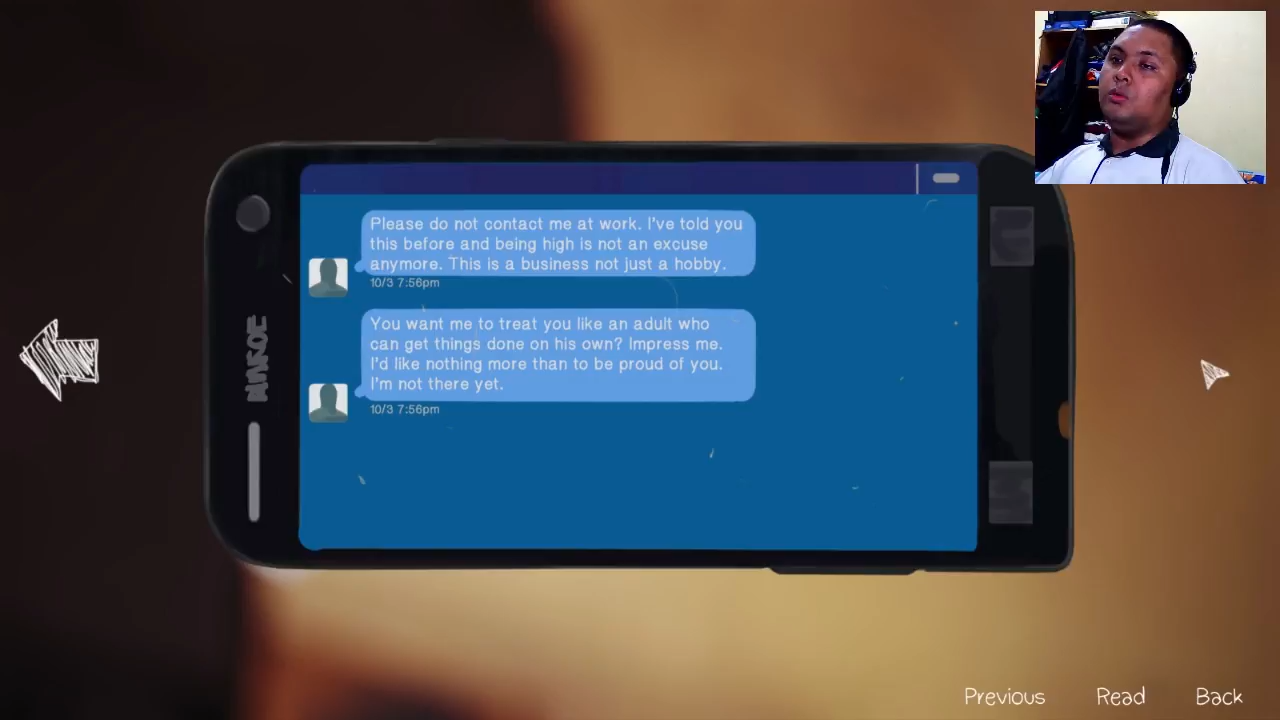 Please do not contact me at work. I've told you
this before and being high is not an excuse
anymore. This is a business not just a hobby.
10/3 7:56pm
You want me to treat you like an adult who
can get things done on his own? Impress me.
I'd like nothing more than to be proud of you.
I'm not there yet.
10/3 7:56pm
Previous Read Back